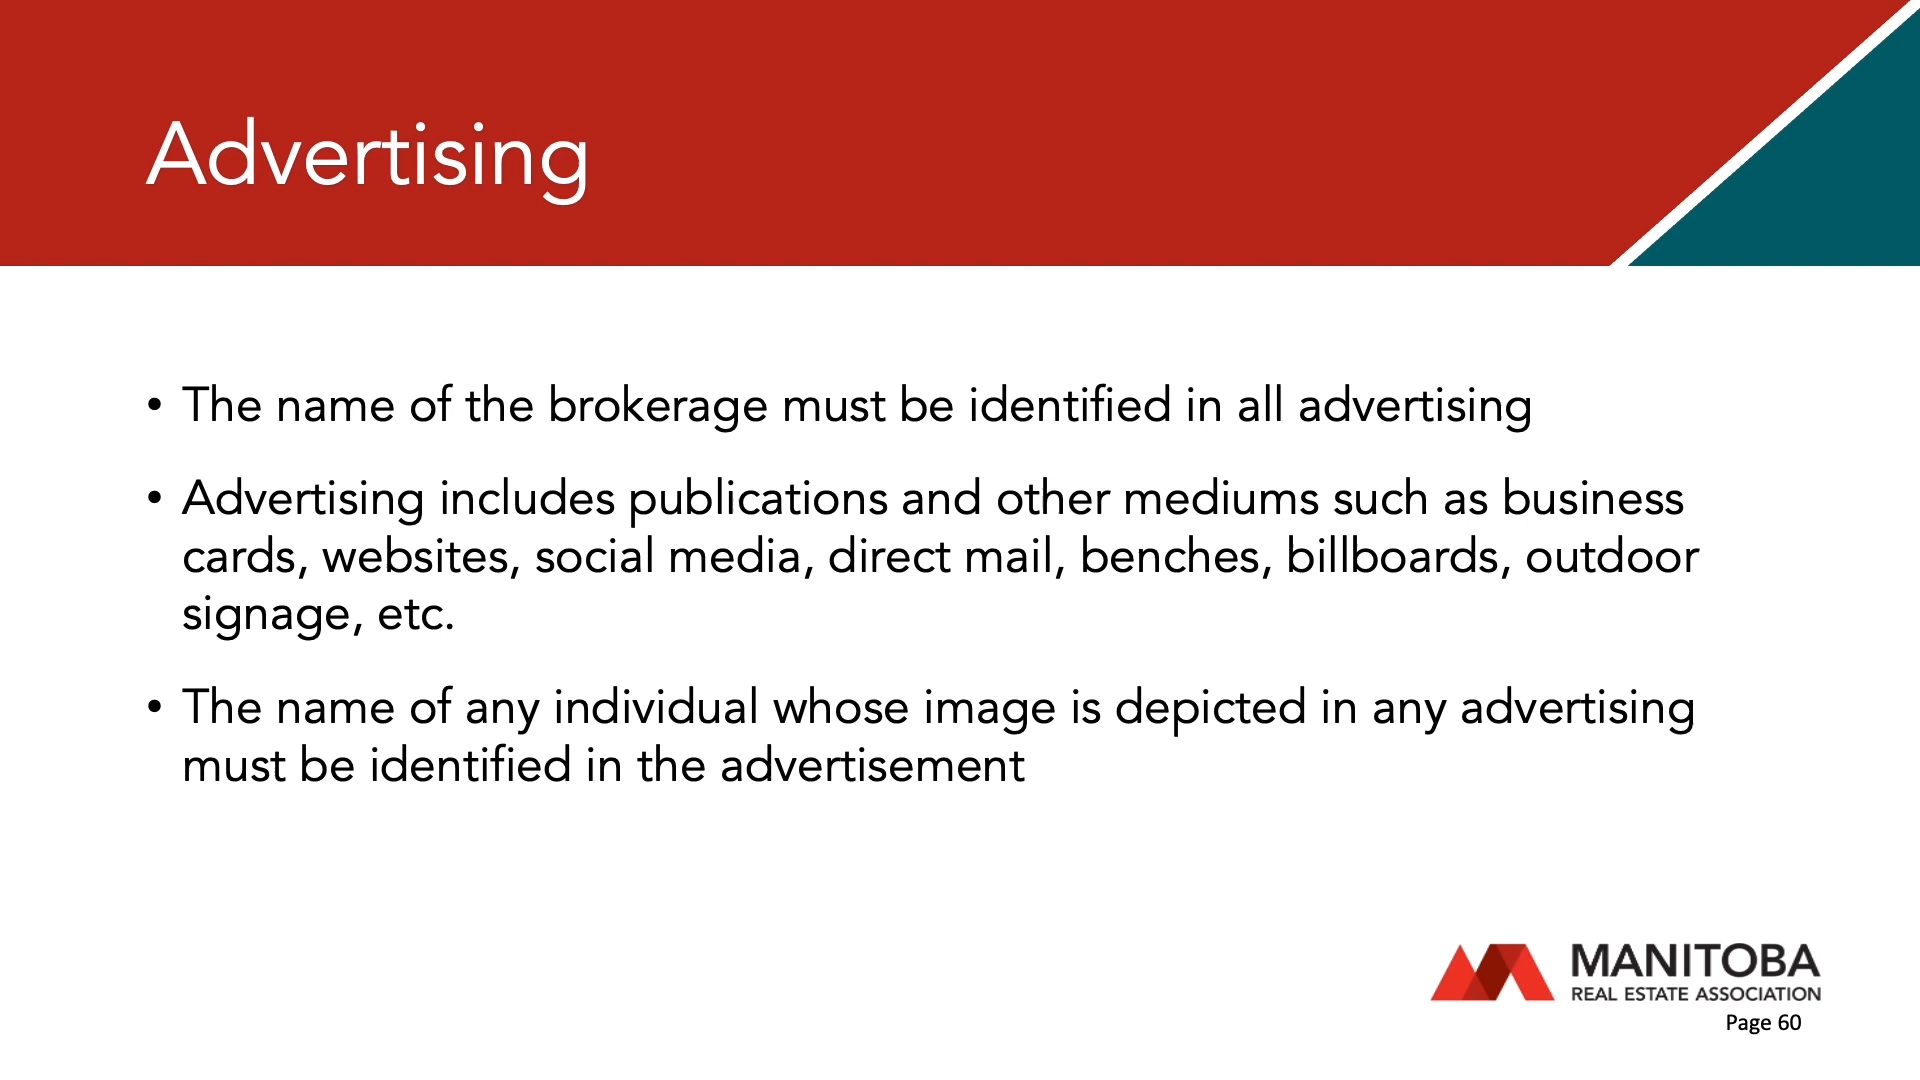 Advertising
• The name of the brokerage must be identified in all advertising
• Advertising includes publications and other mediums such as business
cards, websites, social media, direct mail, benches, billboards, outdoor
signage, etc.
• The name of any individual whose image is depicted in any advertising
must be identified in the advertisement
MANITOBA
REAL ESTATE ASSOCIATION
Page 60